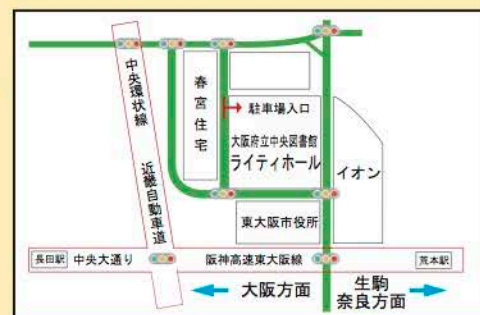 中央環状線
近畿自動車道
春宮住宅
駐車場入口
大阪府立中央図書館
ライティホール
イオン
東大阪市役所
長田駅
中央大通り
阪神高速東大阪線
荒本駅
大阪方面
生駒
奈良方面